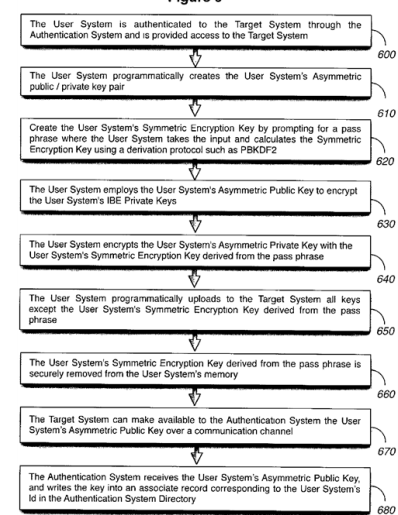 The User System is authenticated to the Target System through the
Authentication System and is provided access to the Target System
600
The User System programmatically creates the User System's Asymmetric
public / private key pair
610
Create the User System's Symmetric Encryption Key by prompting for a pass
phrase where the User System takes the input and calculates the Symmetric
Encryption Key using a derivation protocol such as PBKDF2
620
The User System employs the User System's Asymmetric Public Key to encrypt
the User System's IBE Private Keys
630
The User System encrypts the User System's Asymmetric Private Key with the
User System's Symmetric Encryption Key derived from the pass phrase
640
The User System programmatically uploads to the Target System all keys
except the User System's Symmetric Encryption Key derived from the pass
phrase
650
The User System's Symmetric Encryption Key derived from the pass phrase is
securely removed from the User System's memory
660
The Target System can make available to the Authentication System the User
System's Asymmetric Public Key over a communication channel
670
The Authentication System receives the User System's Asymmetric Public Key,
and writes the key into an associate record corresponding to the User System's
Id in the Authentication System Directory
680